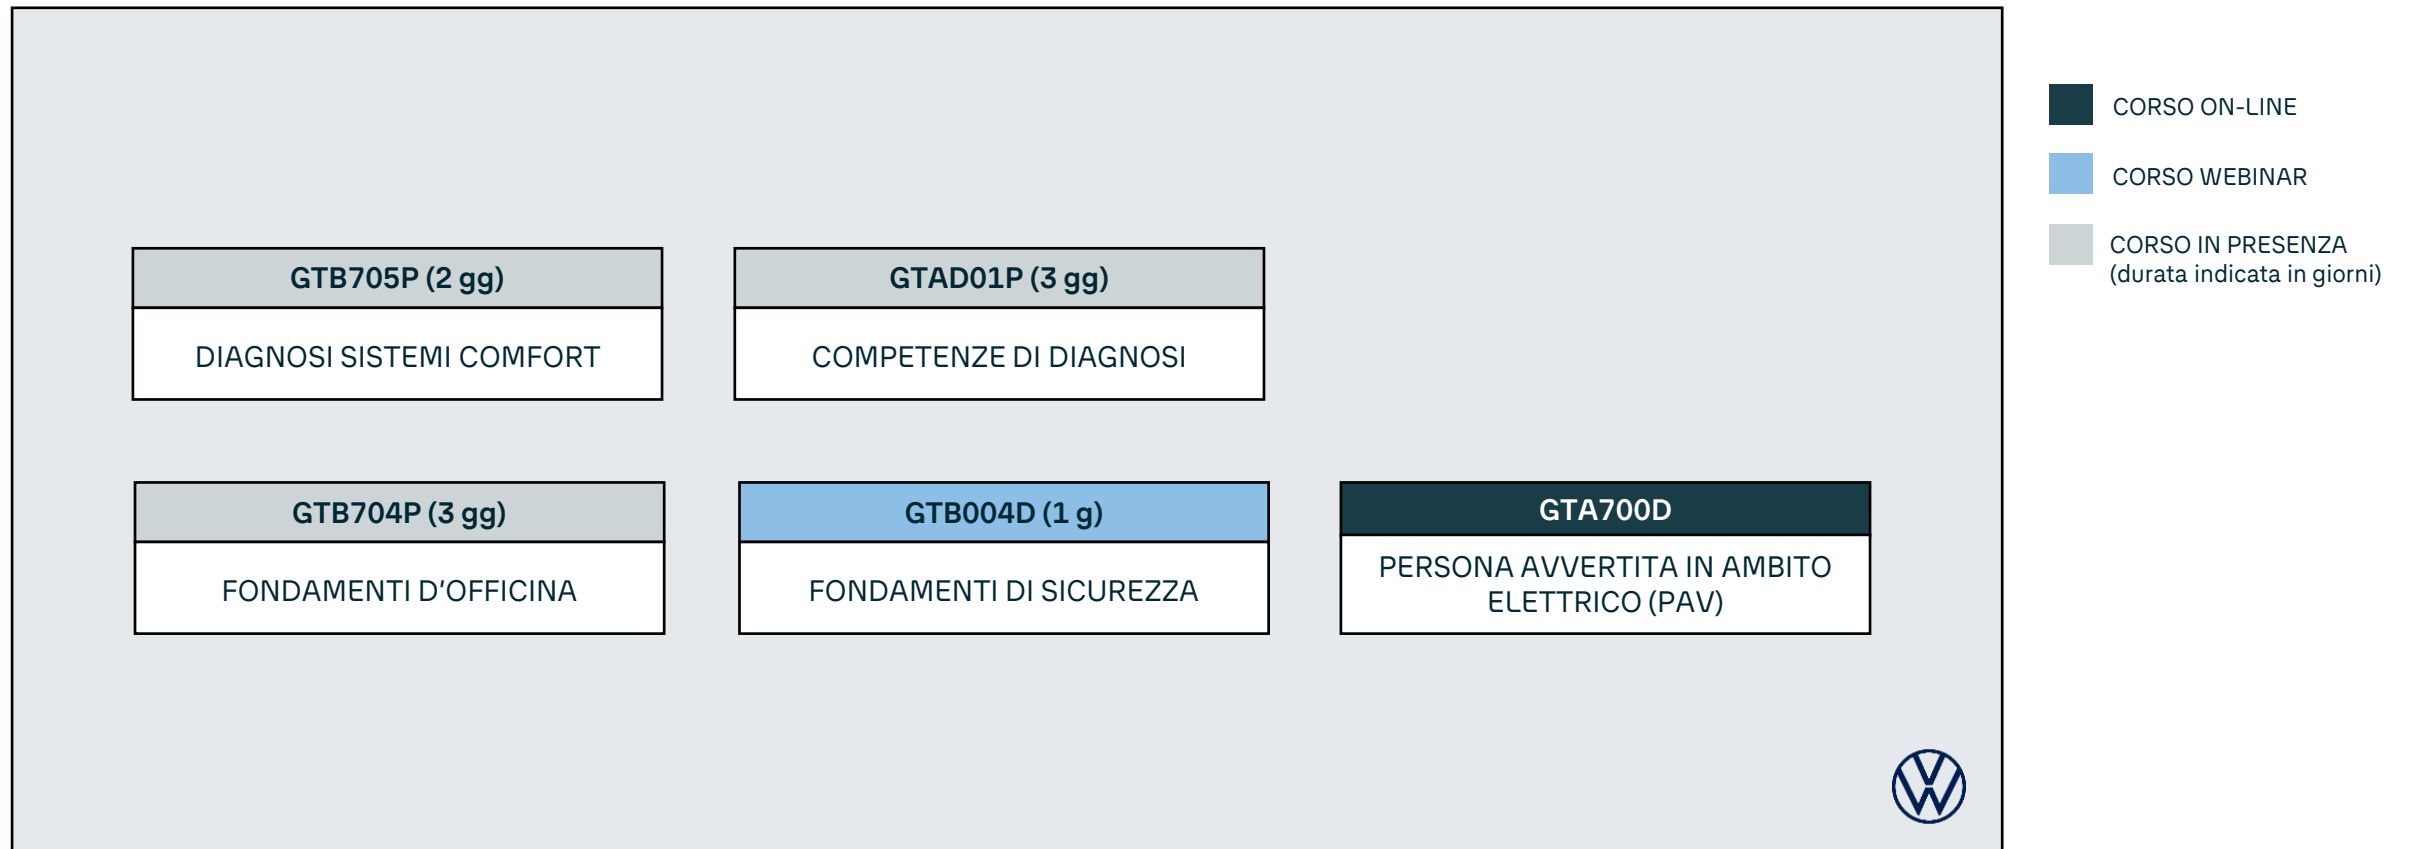 GTB705P (2 gg)
DIAGNOSI SISTEMI COMFORT
GTAD01P (3 gg)
COMPETENZE DI DIAGNOSI
GTB704P (3 gg)
FONDAMENTI D'OFFICINA
GTB004D (1 g)
FONDAMENTI DI SICUREZZA
GTA700D
PERSONA AVVERTITA IN AMBITO
ELETTRICO (PAV)
CORSO ON-LINE
CORSO WEBINAR
CORSO IN PRESENZA
(durata indicata in giorni)